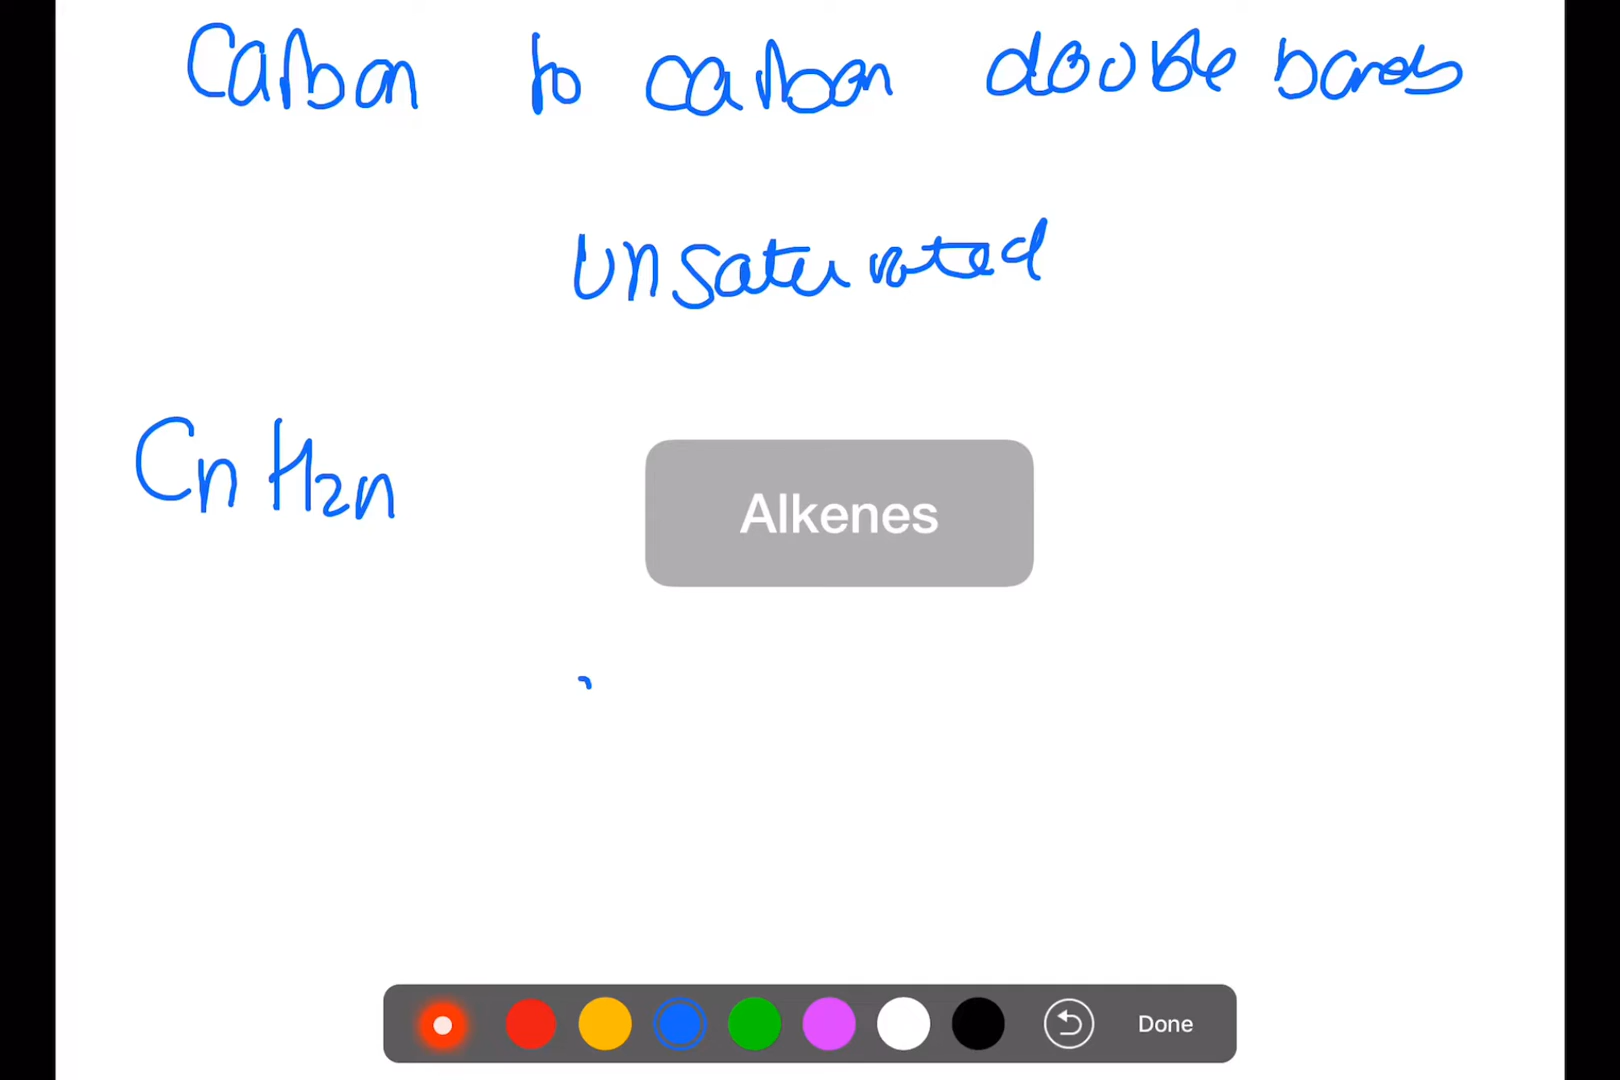 Carbon to carbon double bonds
unsaturated
CnH2n
Alkenes
Done